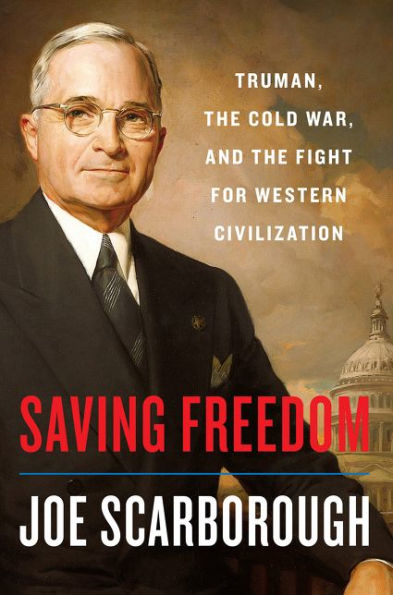 TRUMAN,
THE COLD WAR,
AND THE FIGHT
FOR WESTERN
CIVILIZATION
SAVING FREEDOM
JOE SCARBOROUGH